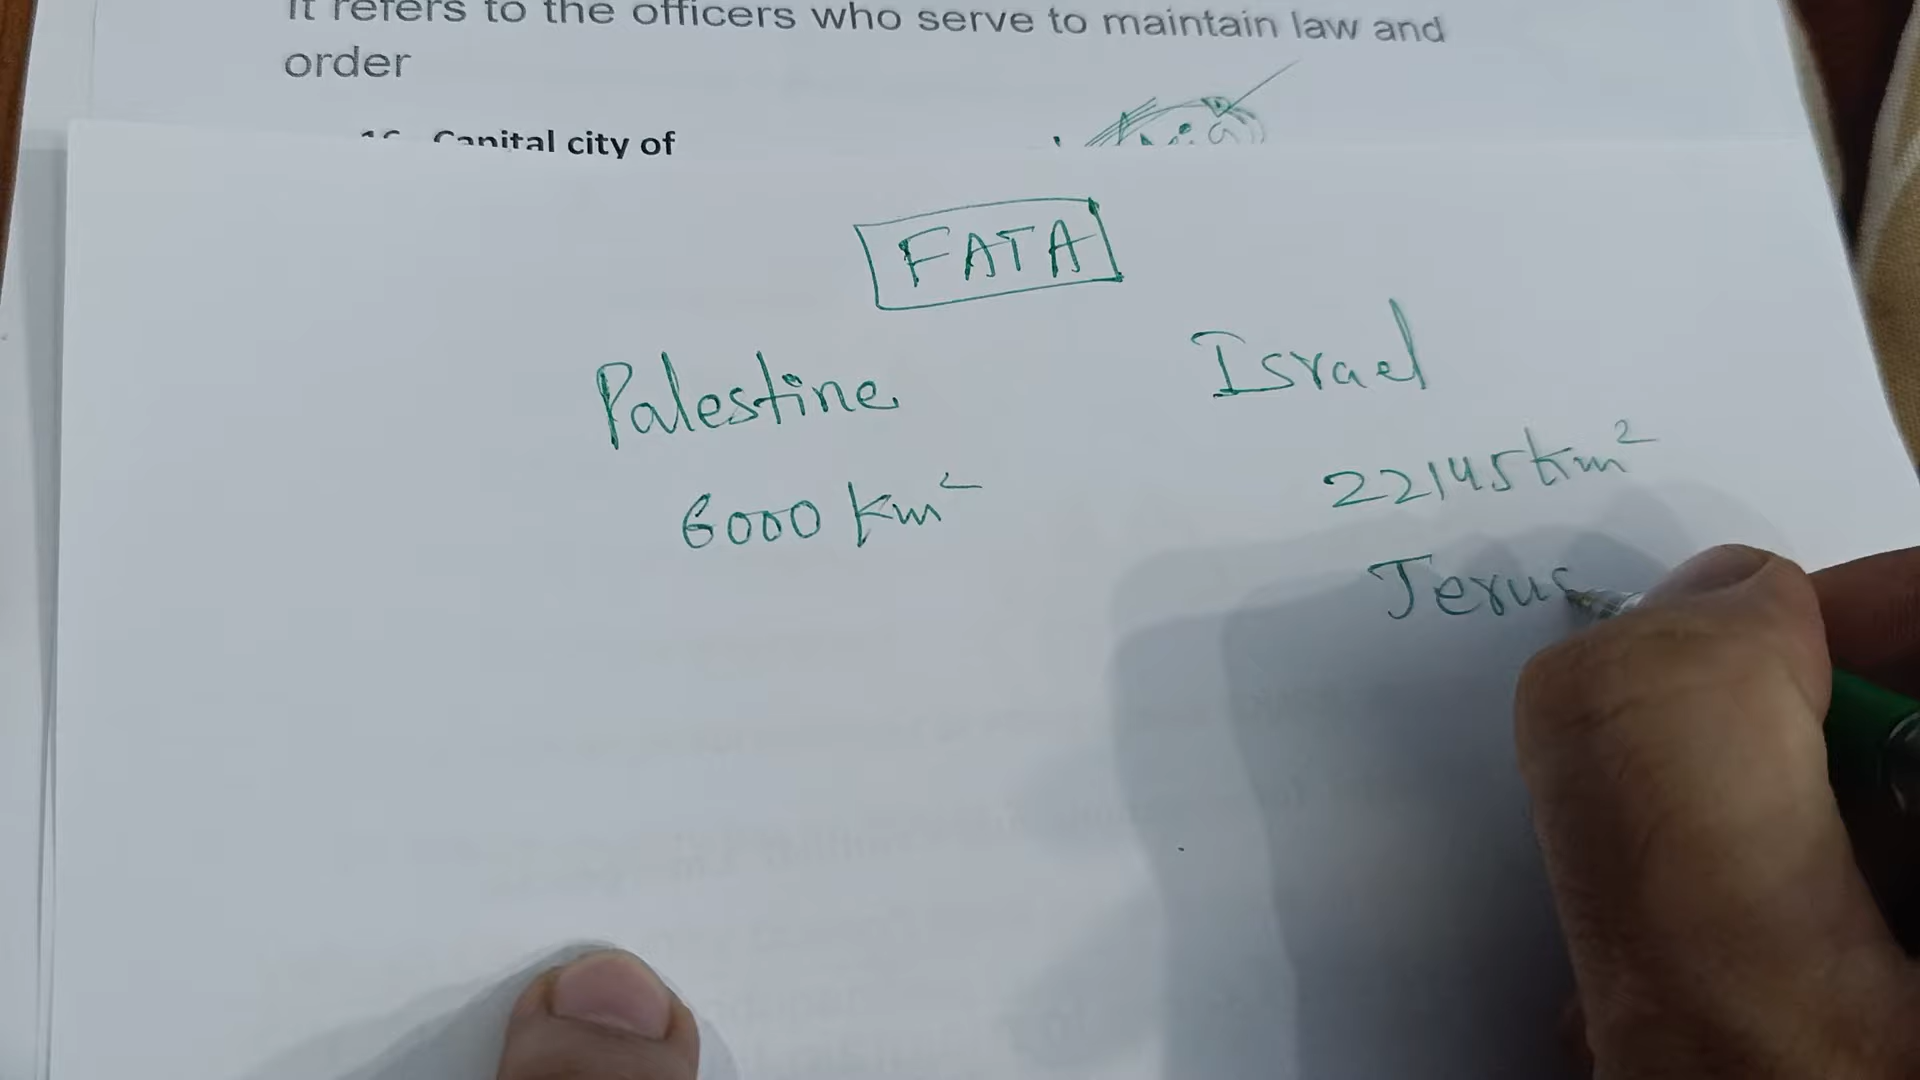 It refers to the officers who serve to maintain law and
order
16. Capital city of
FATA
Palestine
Israel
6000 km²
22145 km²
Jerus